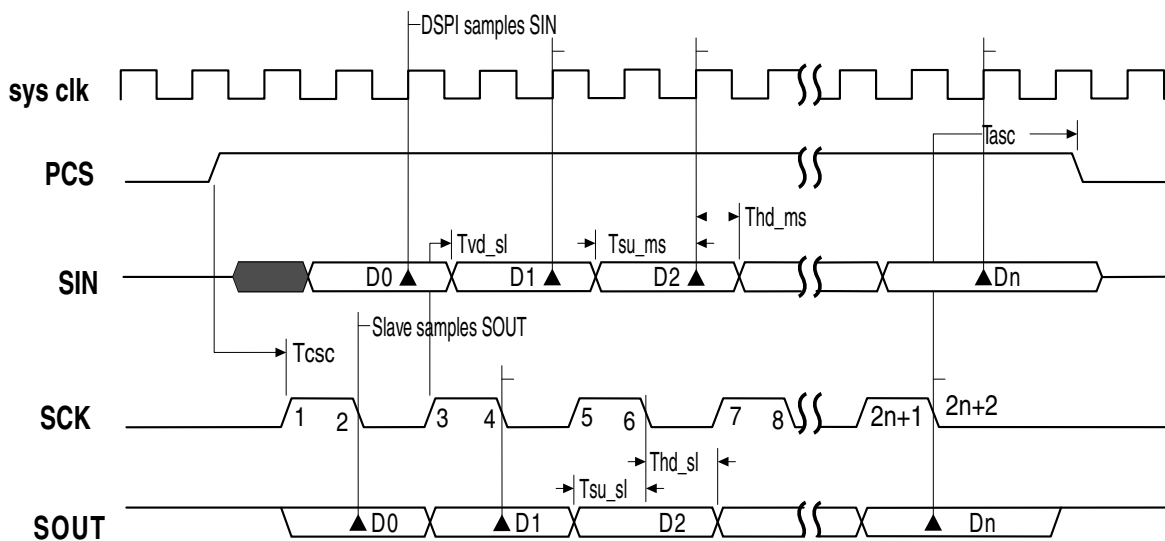 DSPI samples SIN
sys clk
Tasc
PCS
Thd_ms
Tvd_sl
Tsu_ms
SIN
D0
D1
D2
Dn
Slave samples SOUT
Tcsc
SCK
1
2
3
4
5
6
7
8
2n+1
2n+2
Thd_sl
Tsu_sl
SOUT
D0
D1
D2
Dn